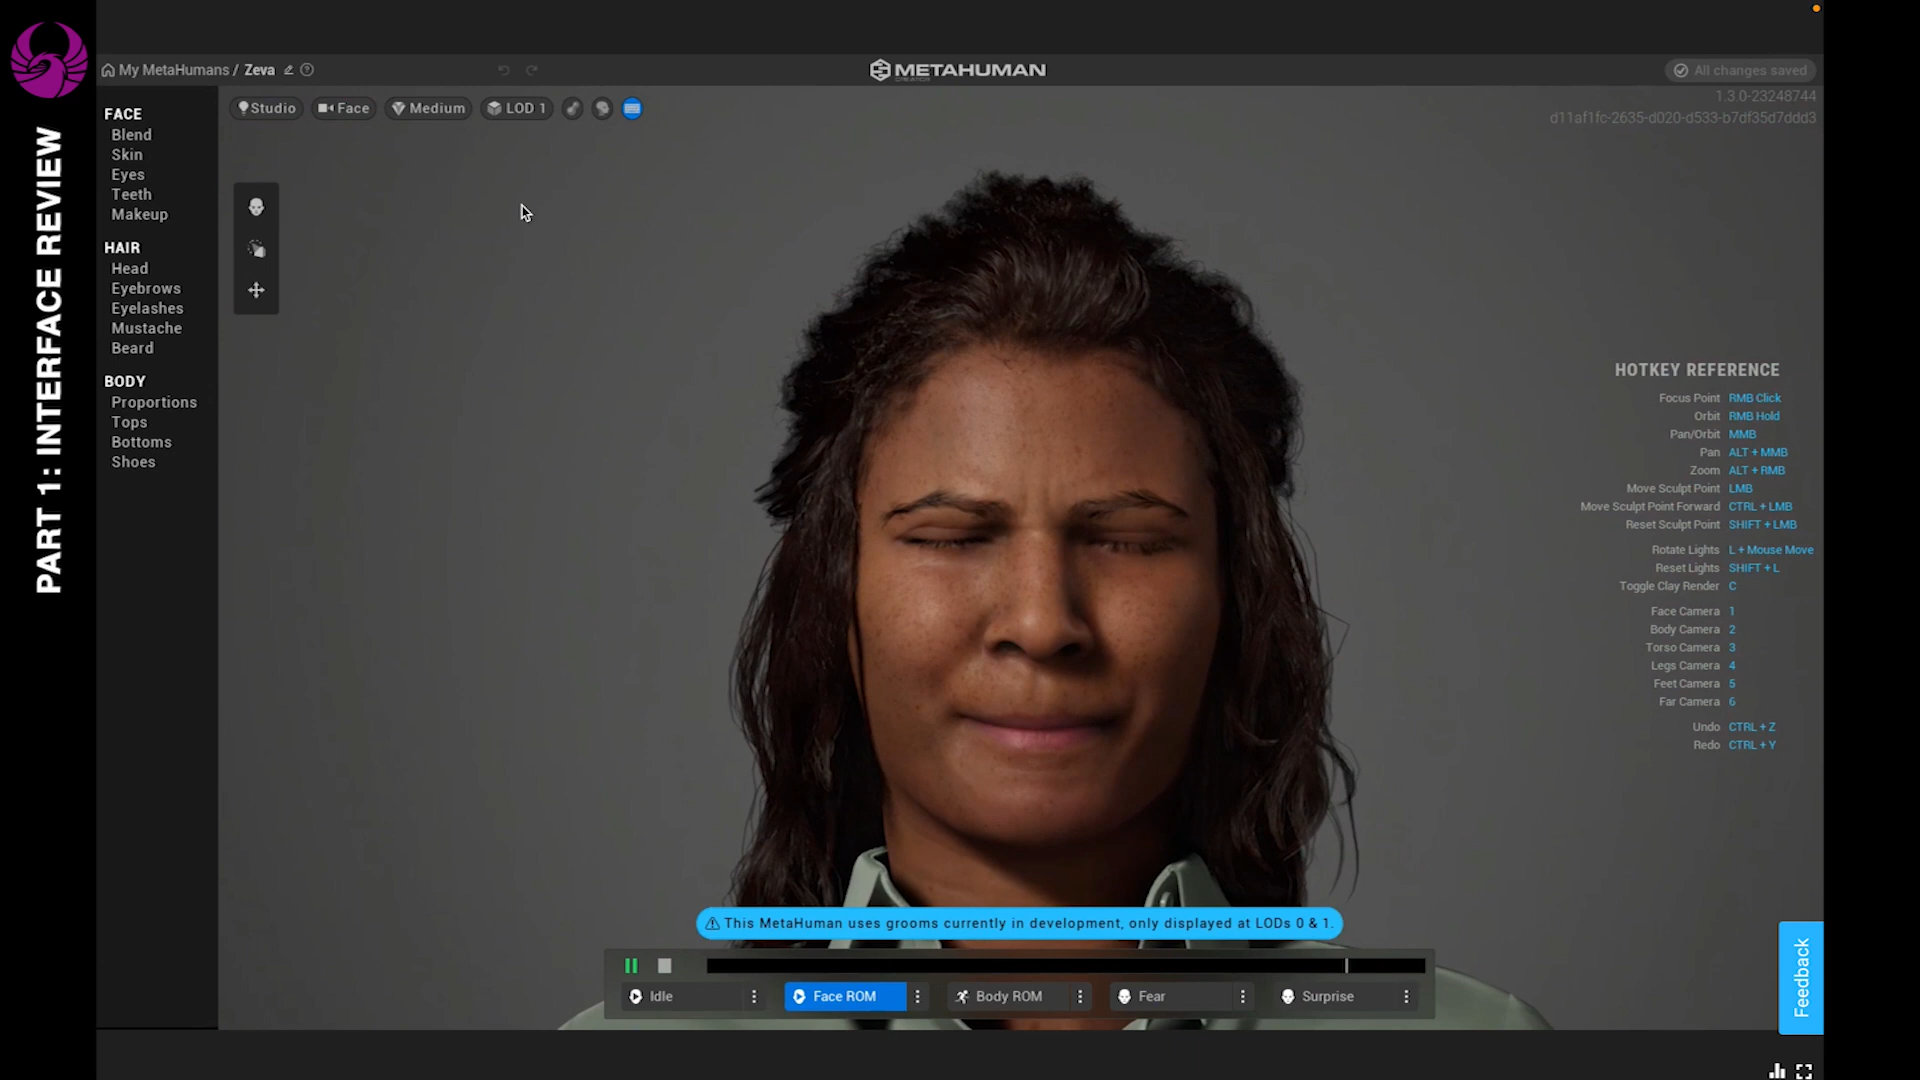 PART 1: INTERFACE REVIEW
My MetaHumans / Zeva
METAHUMAN
CREATOR
All changes saved
1.3.0-23248744
d11af1fc-2635-d020-d533-b7df35d7ddd3
Studio
Face
Medium
LOD 1
FACE
Blend
Skin
Eyes
Teeth
Makeup
HAIR
Head
Eyebrows
Eyelashes
Mustache
Beard
BODY
Proportions
Tops
Bottoms
Shoes
HOTKEY REFERENCE
Focus Point RMB Click
Orbit RMB Hold
Pan/Orbit MMB
Pan ALT + MMB
Zoom ALT + RMB
Move Sculpt Point LMB
Move Sculpt Point Forward CTRL + LMB
Reset Sculpt Point SHIFT + LMB
Rotate Lights L + Mouse Move
Reset Lights SHIFT + L
Toggle Clay Render C
Face Camera 1
Body Camera 2
Torso Camera 3
Legs Camera 4
Feet Camera 5
Far Camera 6
Undo CTRL + Z
Redo CTRL + Y
This MetaHuman uses grooms currently in development, only displayed at LODs 0 & 1.
Idle
Face ROM
Body ROM
Fear
Surprise
Feedback